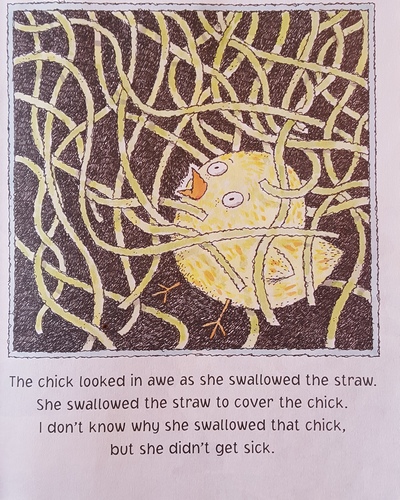 The chick looked in awe as she swallowed the straw.
She swallowed the straw to cover the chick.
I don't know why she swallowed that chick,
but she didn't get sick.